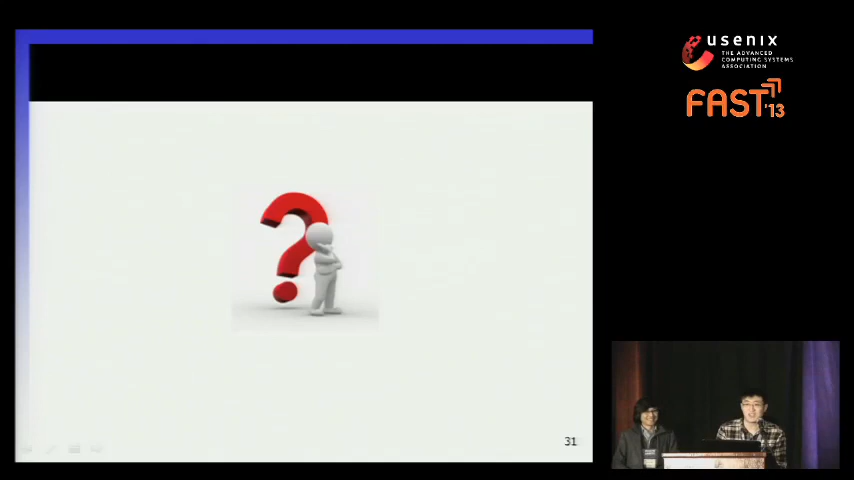 usenix
THE ADVANCED
COMPUTING SYSTEMS
ASSOCIATION
FAST'13
?
31